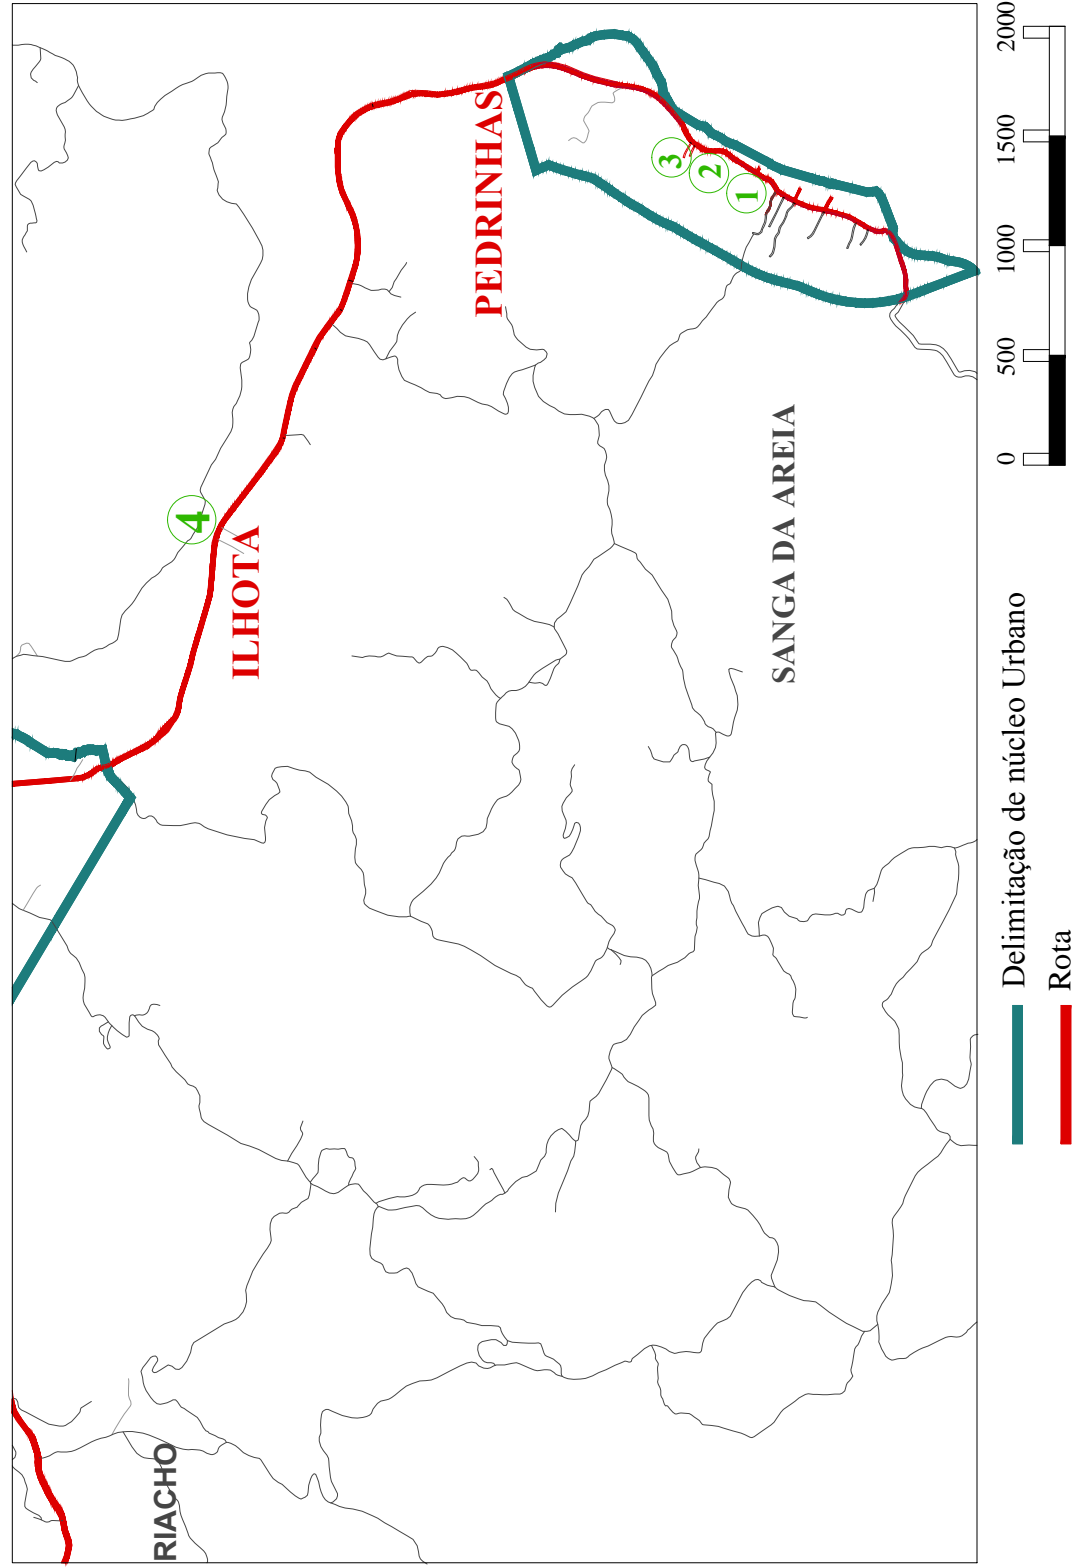 RIACHO
ILHOTA
4
PEDRINHAS
3
2
1
SANGA DA AREIA
Delimitação de núcleo Urbano
Rota
0 500 1000 1500 2000